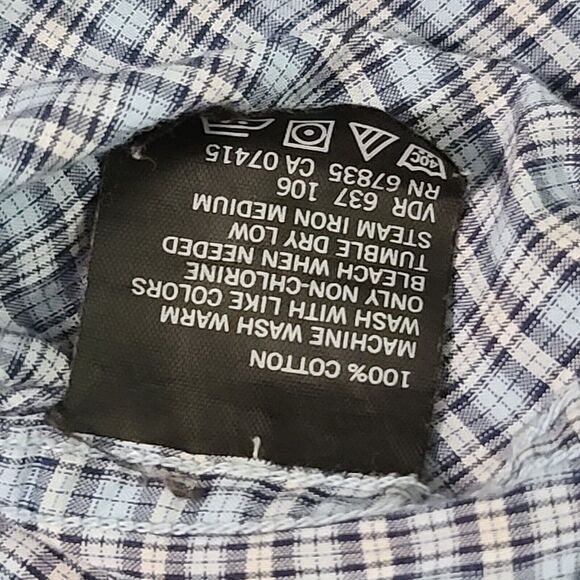 100% COTTON
MACHINE WASH WARM
WASH WITH LIKE COLORS
ONLY NON-CHLORINE
BLEACH WHEN NEEDED
TUMBLE DRY LOW
STEAM IRON MEDIUM
VDR 637 106
RN 67835 CA 07415
40C